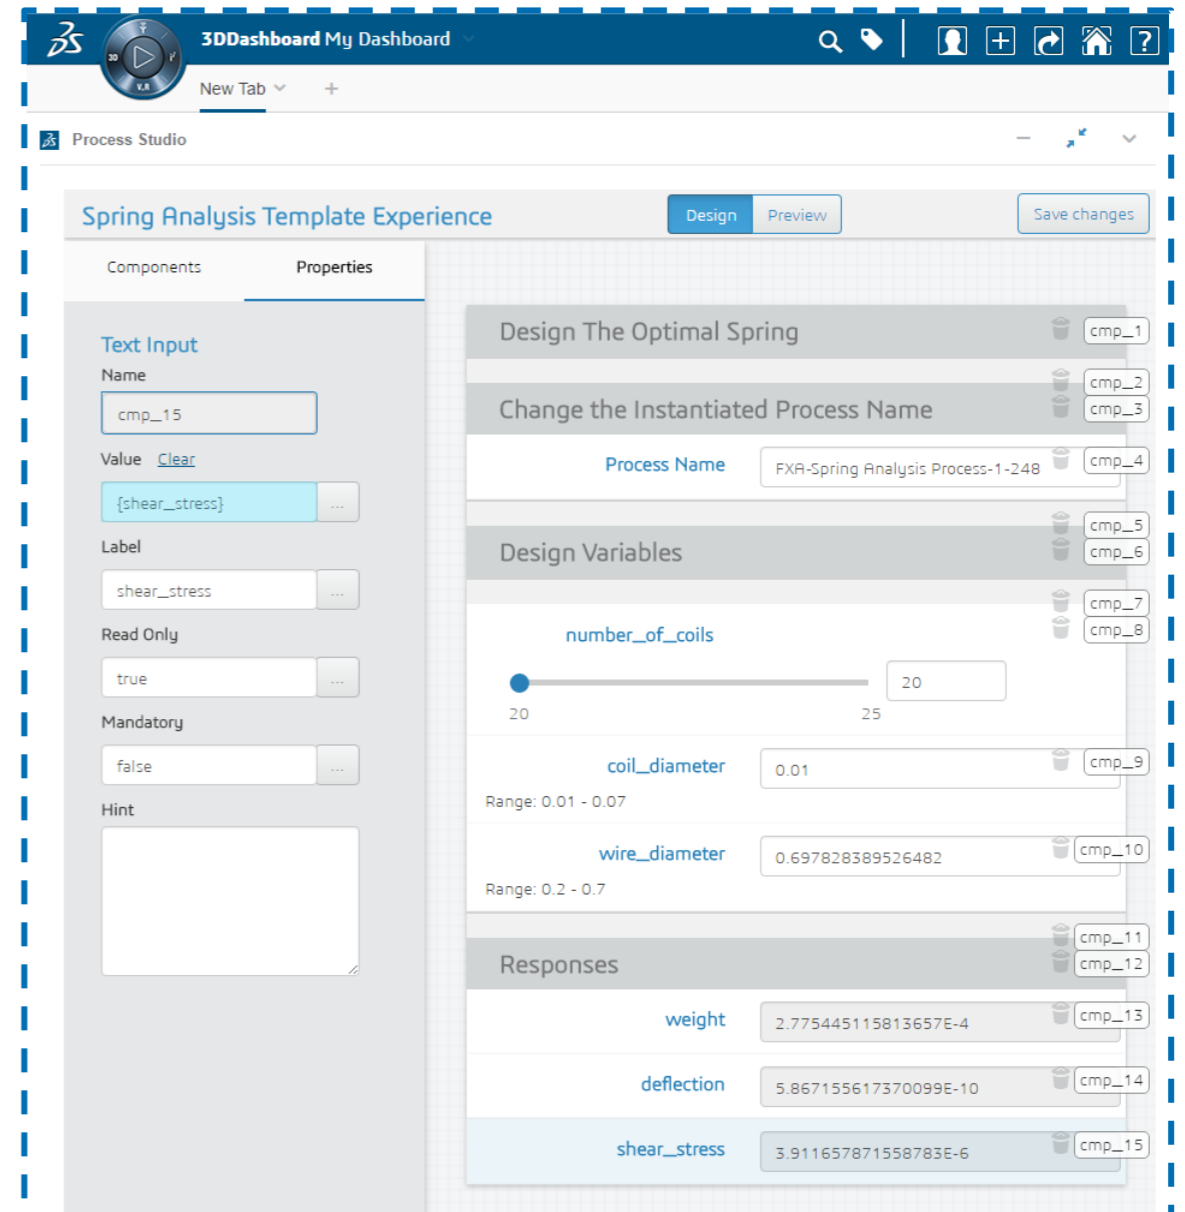 3DDashboard My Dashboard
3D
V.R
New Tab
Process Studio
Spring Analysis Template Experience
Design
Preview
Save changes
Components
Properties
Text Input
Name
cmp_15
Value Clear
{shear_stress}
...
Label
shear_stress
...
Read Only
true
...
Mandatory
false
...
Hint
Design The Optimal Spring
cmp_1
cmp_2
Change the Instantiated Process Name
cmp_3
Process Name
FXA-Spring Analysis Process-1-248
cmp_4
cmp_5
Design Variables
cmp_6
cmp_7
number_of_coils
cmp_8
20
20
25
coil_diameter
0.01
cmp_9
Range: 0.01 - 0.07
wire_diameter
0.697828389526482
cmp_10
Range: 0.2 - 0.7
cmp_11
Responses
cmp_12
weight
2.775445115813657E-4
cmp_13
deflection
5.867155617370099E-10
cmp_14
shear_stress
3.911657871558783E-6
cmp_15